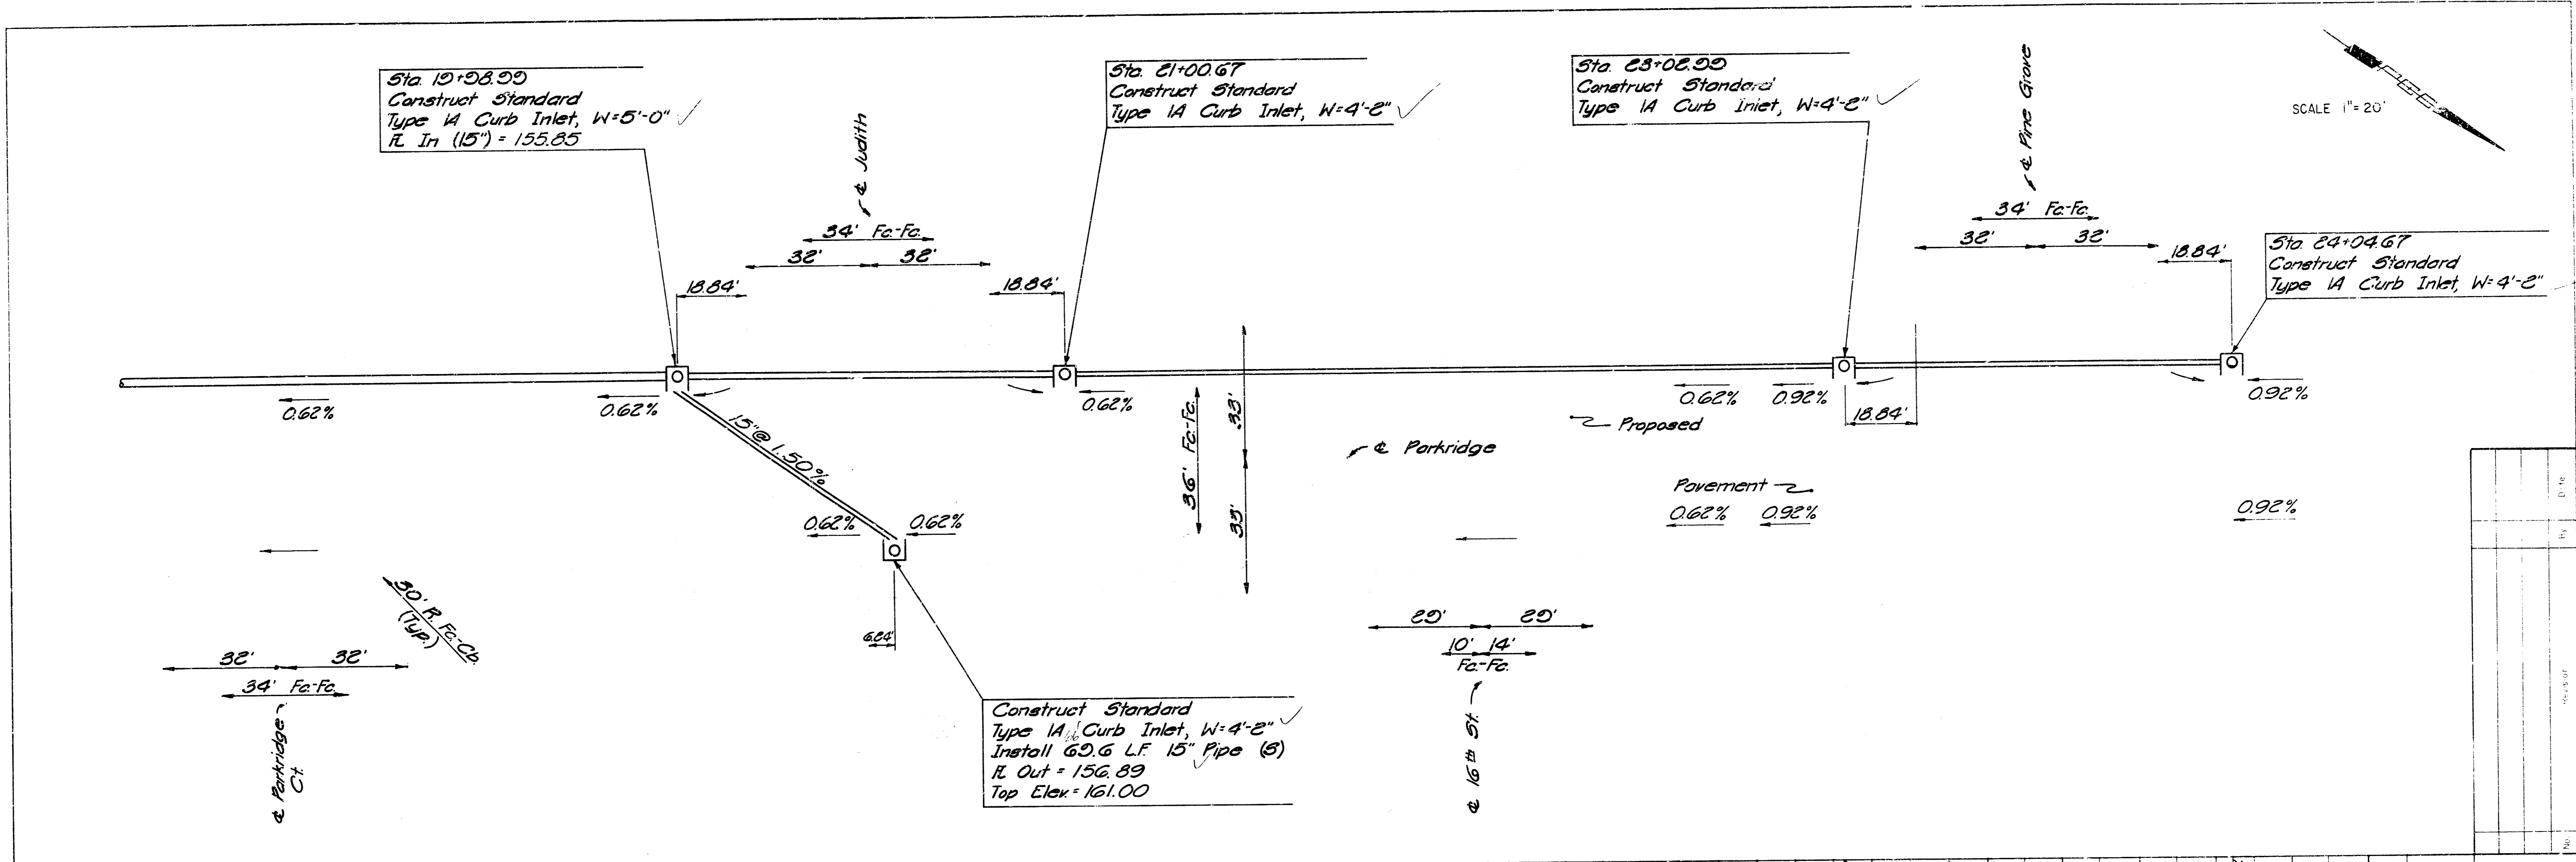 Sta. 19+98.99
Construct Standard
Type 1A Curb Inlet, W=5'-0"
FL In (15") = 155.85
℄ Judith
34' Fc.-Fc.
32' 32'
18.84' 18.84'
Sta. 21+00.67
Construct Standard
Type 1A Curb Inlet, W=4'-2"
Sta. 23+02.99
Construct Standard
Type 1A Curb Inlet, W=4'-2"
℄ Pine Grove
34' Fc.-Fc.
32' 32'
18.84'
SCALE 1"=20'
Sta. 24+04.67
Construct Standard
Type 1A Curb Inlet, W=4'-2"
0.62%
0.62%
0.62%
0.62% 0.92%
18.84'
0.92%
15" @ 1.50%
36' Fc.-Fc.
33'
33'
℄ Parkridge
Proposed
Pavement
0.62% 0.92%
0.92%
0.62% 0.62%
6.84'
30' R. Fc.-Cb.
(Typ.)
32' 32'
34' Fc.-Fc.
℄ Parkridge
Ct.
Construct Standard
Type 1A Curb Inlet, W=4'-2"
Install 69.6 L.F. 15" Pipe (S)
FL Out = 156.89
Top Elev. = 161.00
29' 29'
10' 14'
Fc.-Fc.
℄ 16th St.
Date
By
Revision
No.